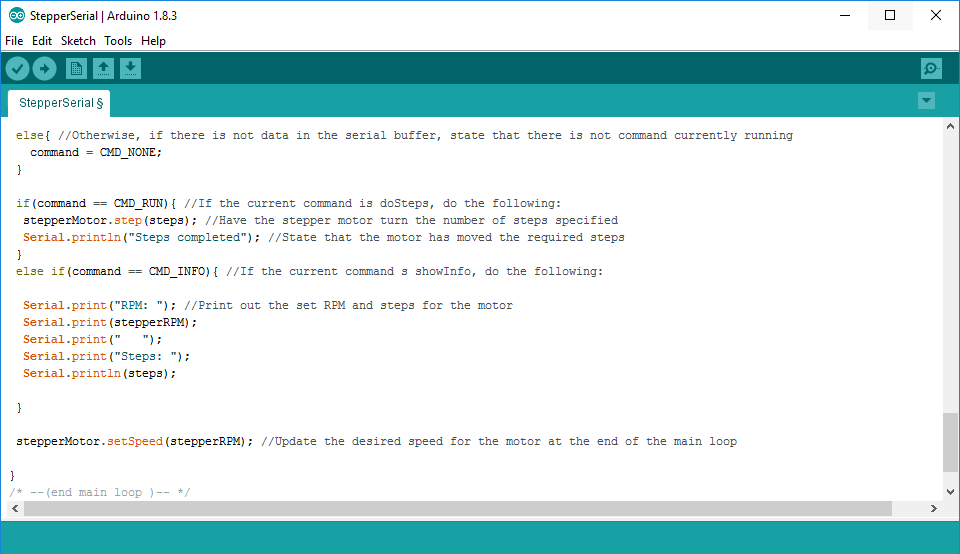 StepperSerial | Arduino 1.8.3
File Edit Sketch Tools Help
StepperSerial §
else{ //Otherwise, if there is not data in the serial buffer, state that there is not command currently running
command = CMD_NONE;
}
if(command == CMD_RUN){ //If the current command is doSteps, do the following:
stepperMotor.step(steps); //Have the stepper motor turn the number of steps specified
Serial.println("Steps completed"); //State that the motor has moved the required steps
}
else if(command == CMD_INFO){ //If the current command s showInfo, do the following:
Serial.print("RPM: "); //Print out the set RPM and steps for the motor
Serial.print(stepperRPM);
Serial.print("   ");
Serial.print("Steps: ");
Serial.println(steps);
}
stepperMotor.setSpeed(stepperRPM); //Update the desired speed for the motor at the end of the main loop
}
/* --(end main loop )-- */